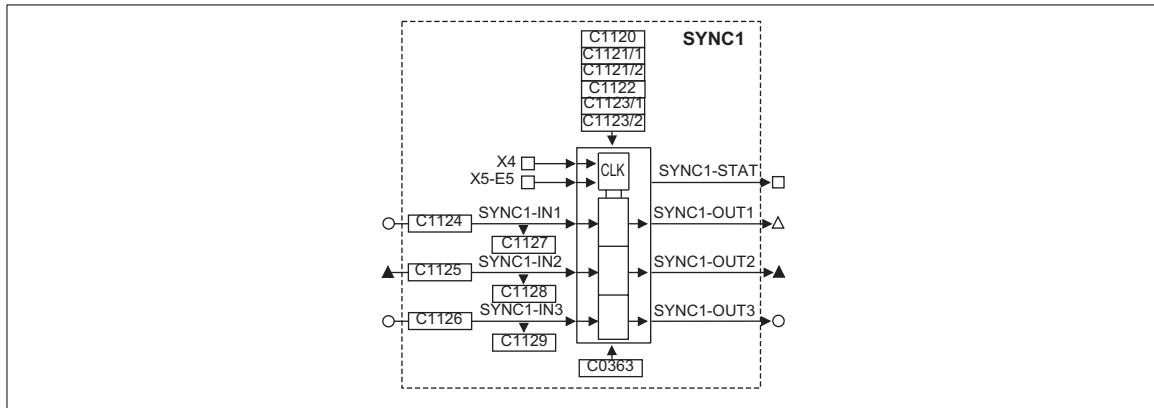 SYNC1
C1120
C1121/1
C1121/2
C1122
C1123/1
C1123/2
X4
X5-E5
CLK
SYNC1-STAT
C1124
SYNC1-IN1
SYNC1-OUT1
C1127
C1125
SYNC1-IN2
SYNC1-OUT2
C1128
C1126
SYNC1-IN3
SYNC1-OUT3
C1129
C0363